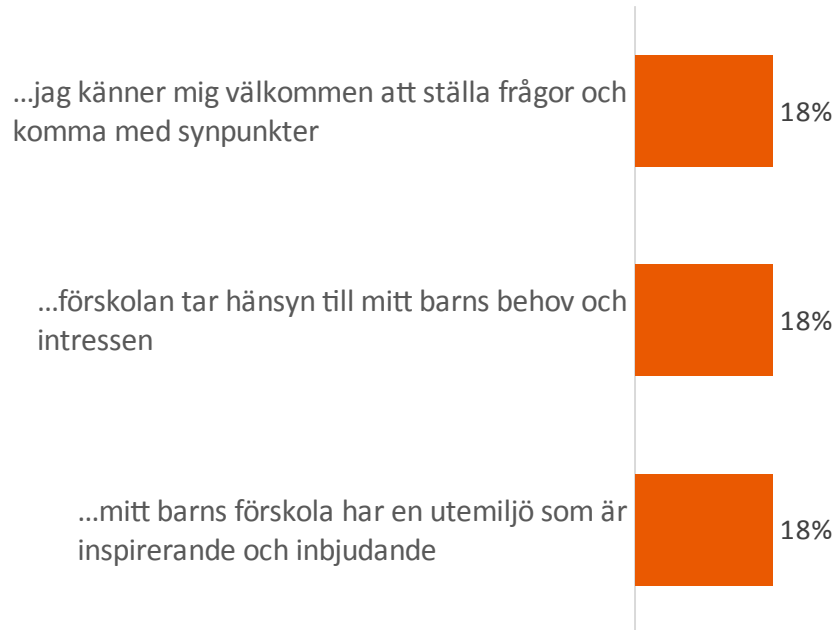 ...jag känner mig välkommen att ställa frågor och
komma med synpunkter
18%
...förskolan tar hänsyn till mitt barns behov och
intressen
18%
...mitt barns förskola har en utemiljö som är
inspirerande och inbjudande
18%